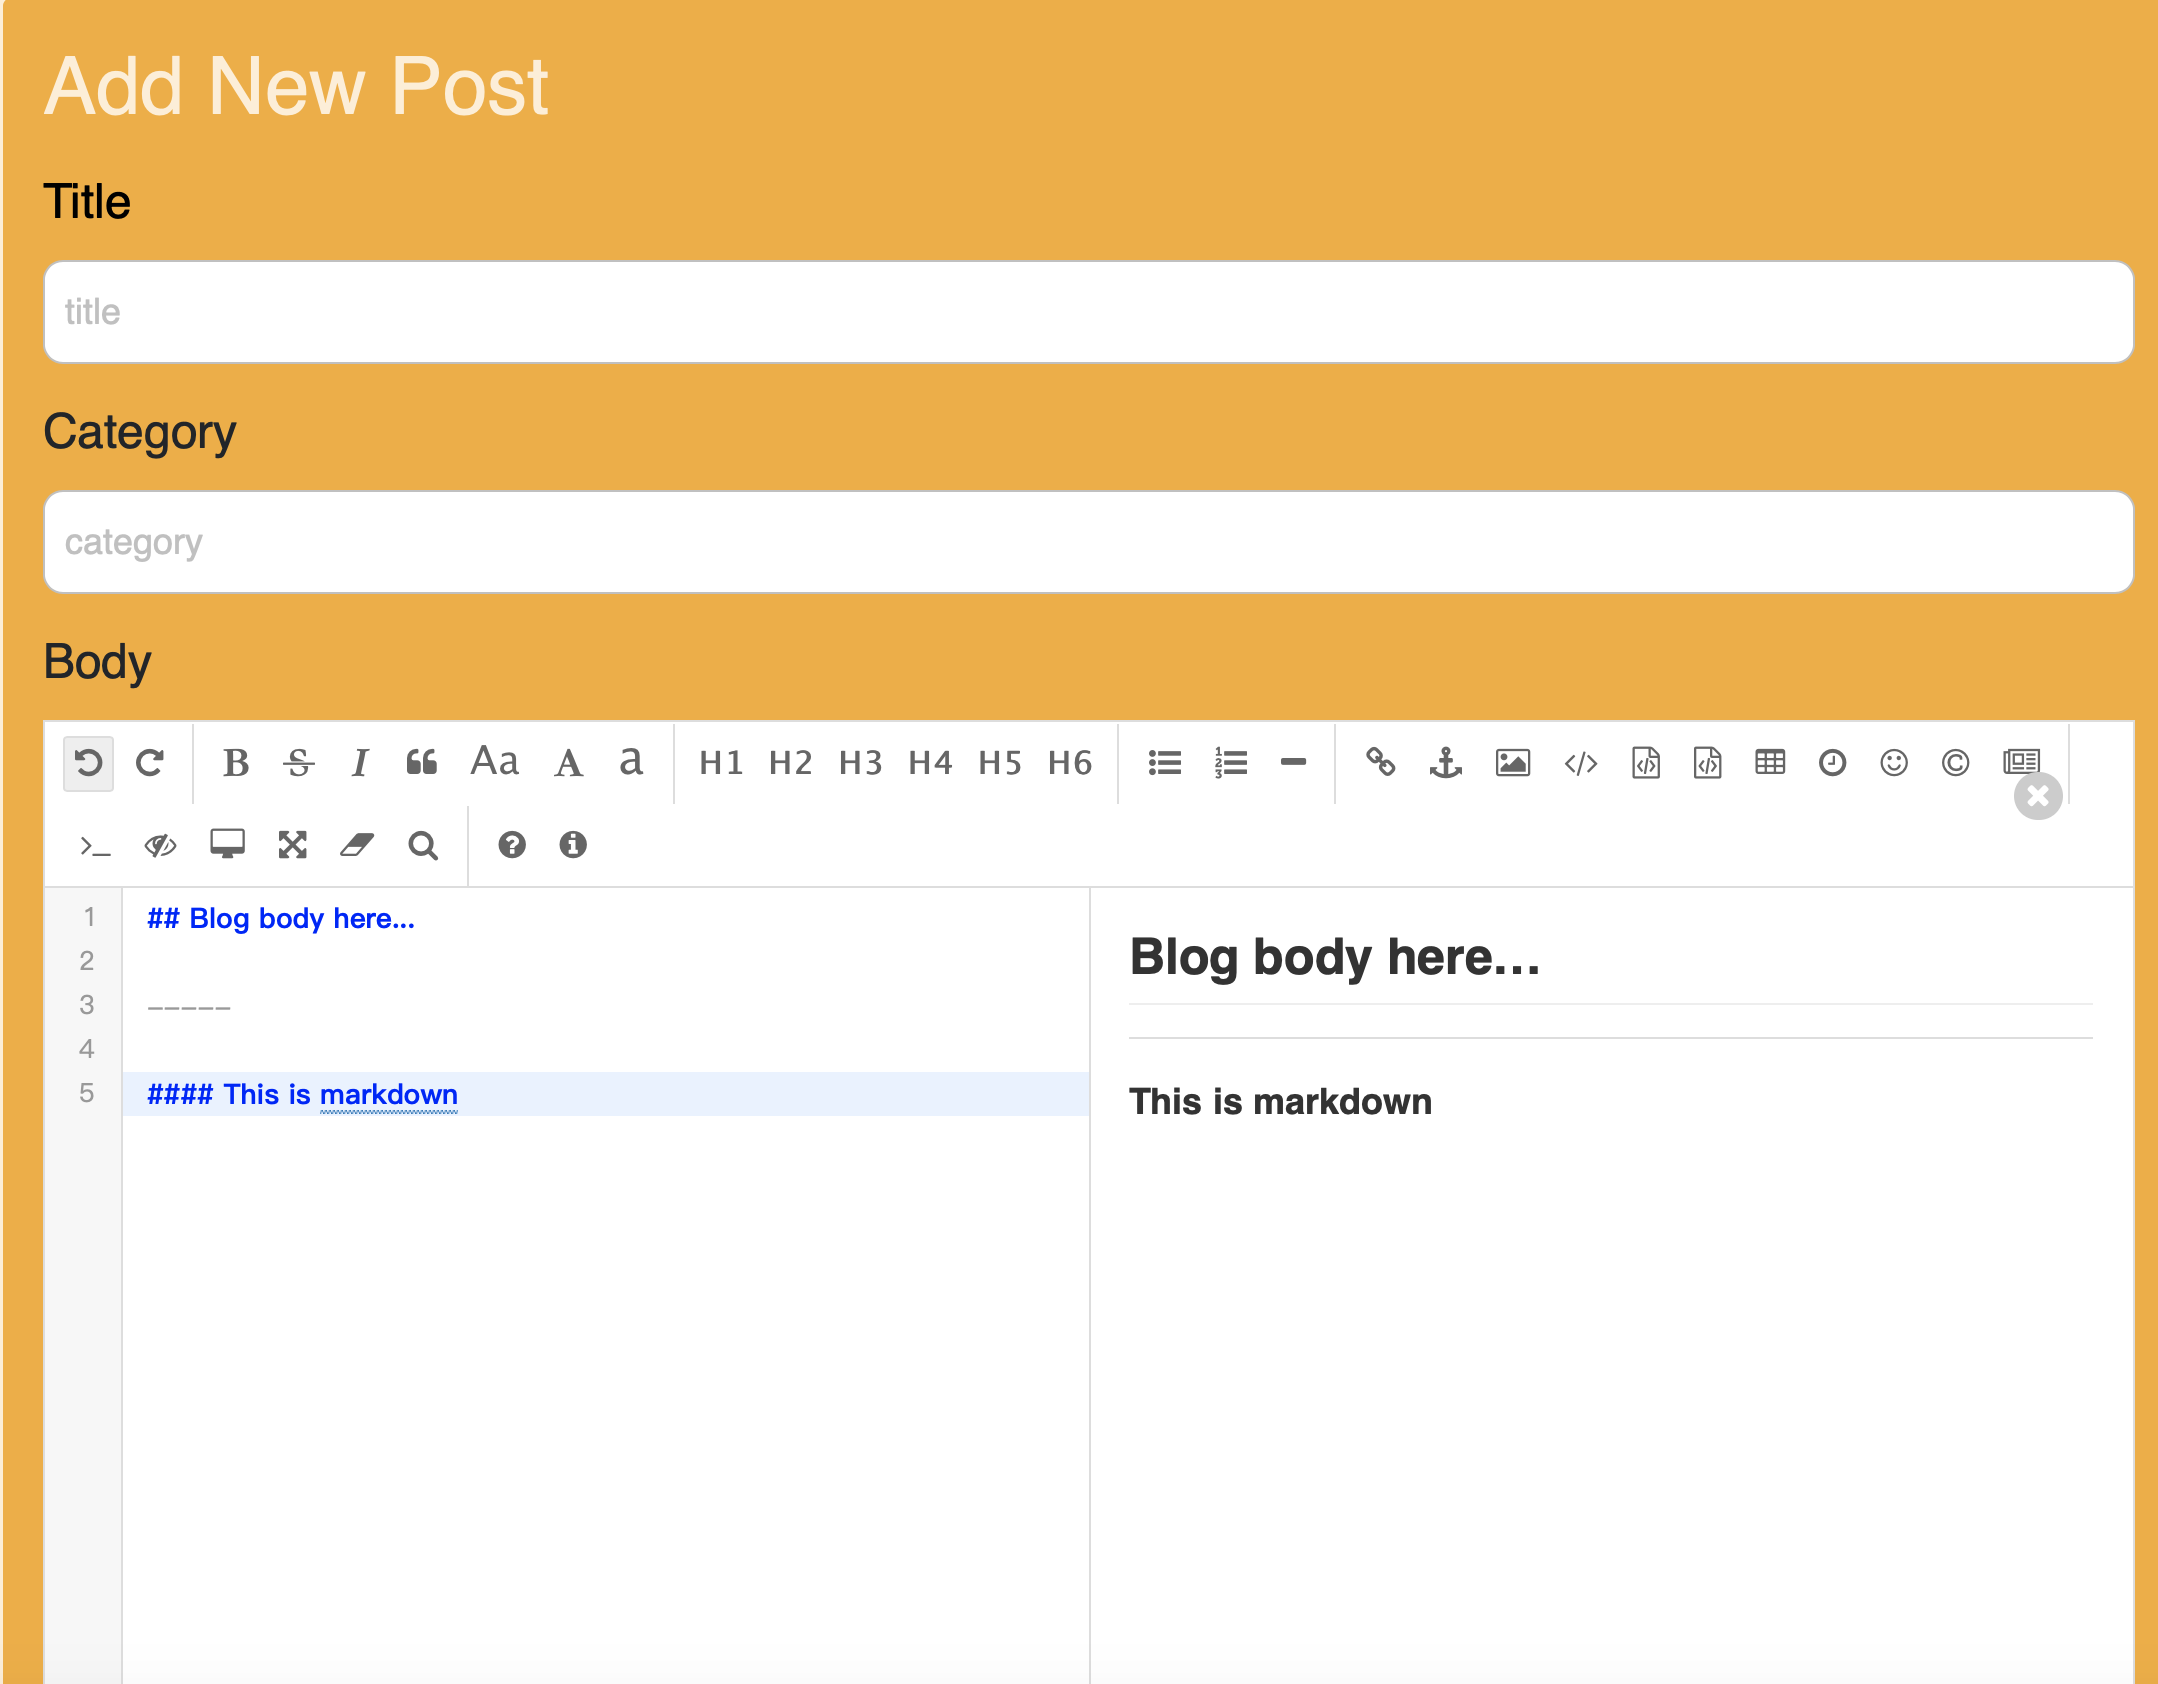 Add New Post
Title
title
Category
category
Body
B S I Aa A a H1 H2 H3 H4 H5 H6
1 ## Blog body here...
2
3 -----
4
5 #### This is markdown
Blog body here...
This is markdown